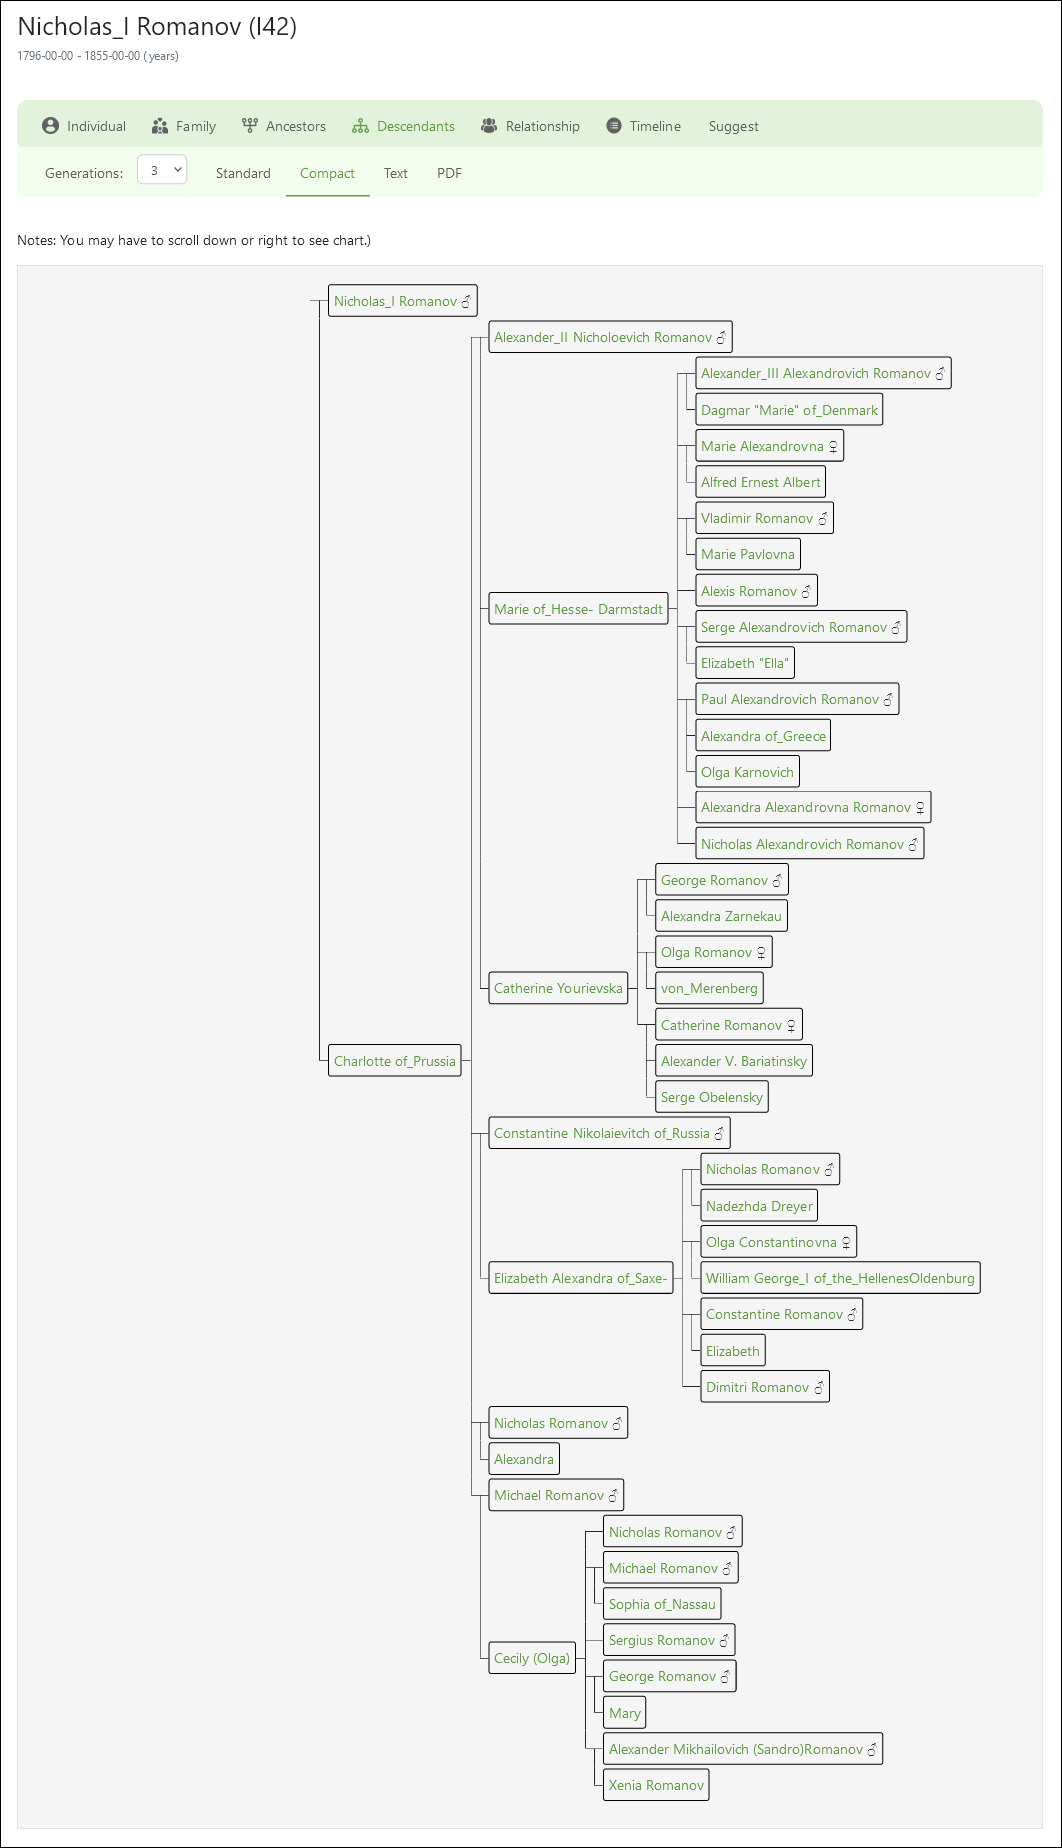 Nicholas_I Romanov (I42)
1796-00-00 - 1855-00-00 (years)
Individual Family Ancestors Descendants Relationship Timeline Suggest
Generations: 3 Standard Compact Text PDF
Notes: You may have to scroll down or right to see chart.)
Nicholas_I Romanov ♂
Alexander_II Nicholoevich Romanov ♂
Alexander_III Alexandrovich Romanov ♂
Dagmar "Marie" of_Denmark
Marie Alexandrovna ♀
Alfred Ernest Albert
Vladimir Romanov ♂
Marie Pavlovna
Alexis Romanov ♂
Marie of_Hesse- Darmstadt
Serge Alexandrovich Romanov ♂
Elizabeth "Ella"
Paul Alexandrovich Romanov ♂
Alexandra of_Greece
Olga Karnovich
Alexandra Alexandrovna Romanov ♀
Nicholas Alexandrovich Romanov ♂
George Romanov ♂
Alexandra Zarnekau
Olga Romanov ♀
Catherine Yourievska
von_Merenberg
Catherine Romanov ♀
Charlotte of_Prussia
Alexander V. Bariatinsky
Serge Obelensky
Constantine Nikolaievitch of_Russia ♂
Nicholas Romanov ♂
Nadezhda Dreyer
Olga Constantinovna ♀
Elizabeth Alexandra of_Saxe-
William George_I of_the_HellenesOldenburg
Constantine Romanov ♂
Elizabeth
Dimitri Romanov ♂
Nicholas Romanov ♂
Alexandra
Michael Romanov ♂
Nicholas Romanov ♂
Michael Romanov ♂
Sophia of_Nassau
Sergius Romanov ♂
Cecily (Olga)
George Romanov ♂
Mary
Alexander Mikhailovich (Sandro)Romanov ♂
Xenia Romanov